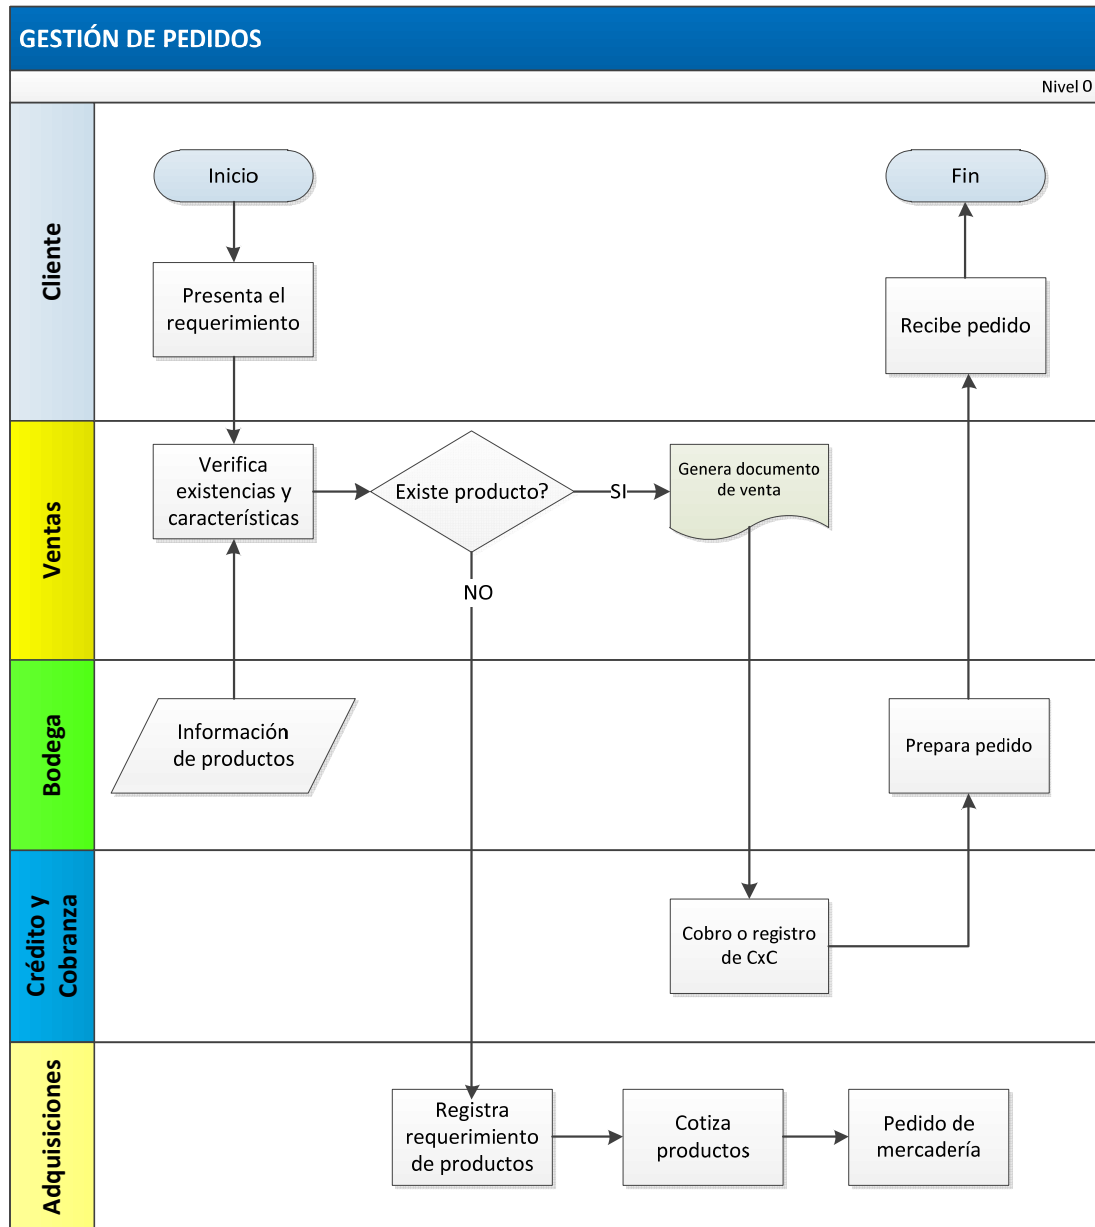 GESTIÓN DE PEDIDOS
Nivel 0
Cliente
Inicio
Fin
Presenta el
requerimiento
Recibe pedido
Ventas
Verifica
existencias y
características
Existe producto?
SI
Genera documento
de venta
NO
Bodega
Información
de productos
Prepara pedido
Crédito y
Cobranza
Cobro o registro
de CxC
Adquisiciones
Registra
requerimiento
de productos
Cotiza
productos
Pedido de
mercadería